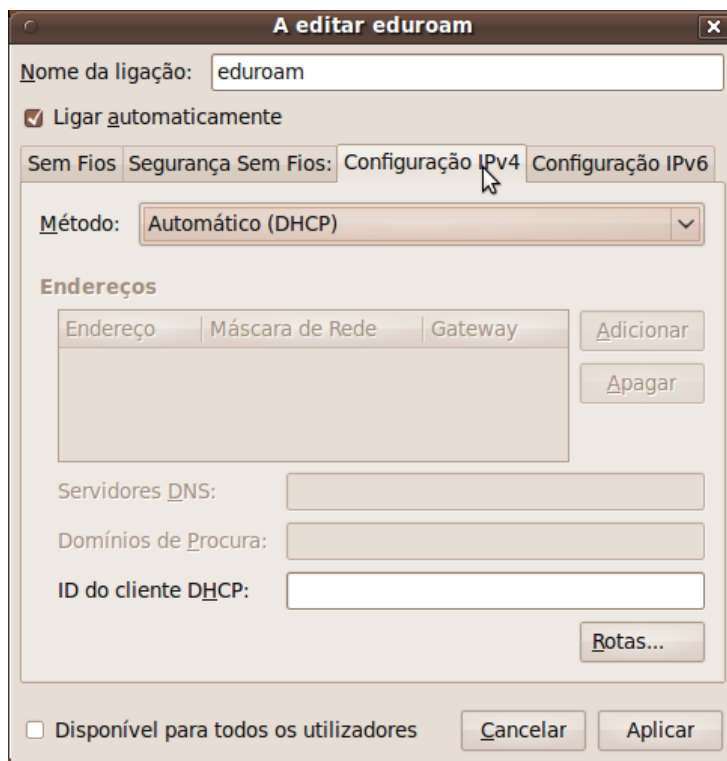 A editar eduroam
Nome da ligação: eduroam
Ligar automaticamente
Sem Fios Segurança Sem Fios: Configuração IPv4 Configuração IPv6
Método: Automático (DHCP)
Endereços
Endereço Máscara de Rede Gateway Adicionar
Apagar
Servidores DNS:
Domínios de Procura:
ID do cliente DHCP:
Rotas...
Disponível para todos os utilizadores Cancelar Aplicar